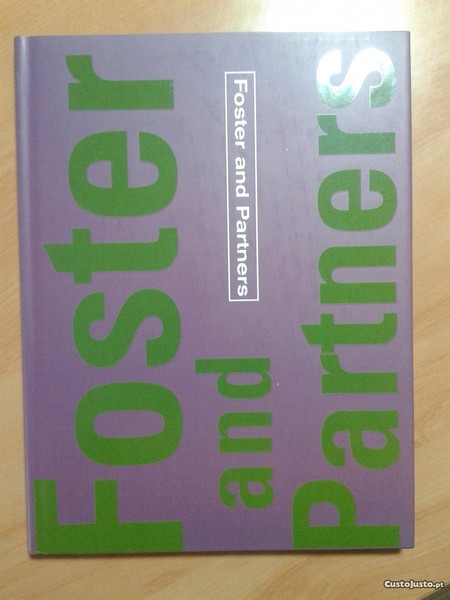 Foster
and
Partners
Foster and Partners
CustoJusto.pt